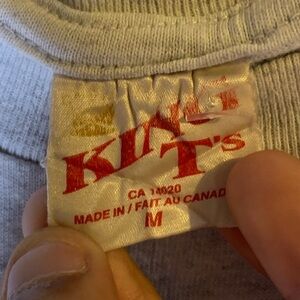 KING
T's
CA 14020
MADE IN / FAIT AU CANADA
M